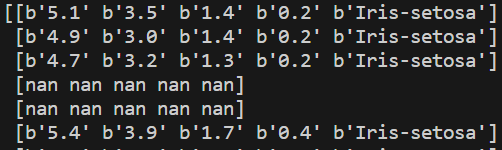 [[b'5.1' b'3.5' b'1.4' b'0.2' b'Iris-setosa']
[b'4.9' b'3.0' b'1.4' b'0.2' b'Iris-setosa']
[b'4.7' b'3.2' b'1.3' b'0.2' b'Iris-setosa']
[nan nan nan nan nan]
[nan nan nan nan nan]
[b'5.4' b'3.9' b'1.7' b'0.4' b'Iris-setosa']